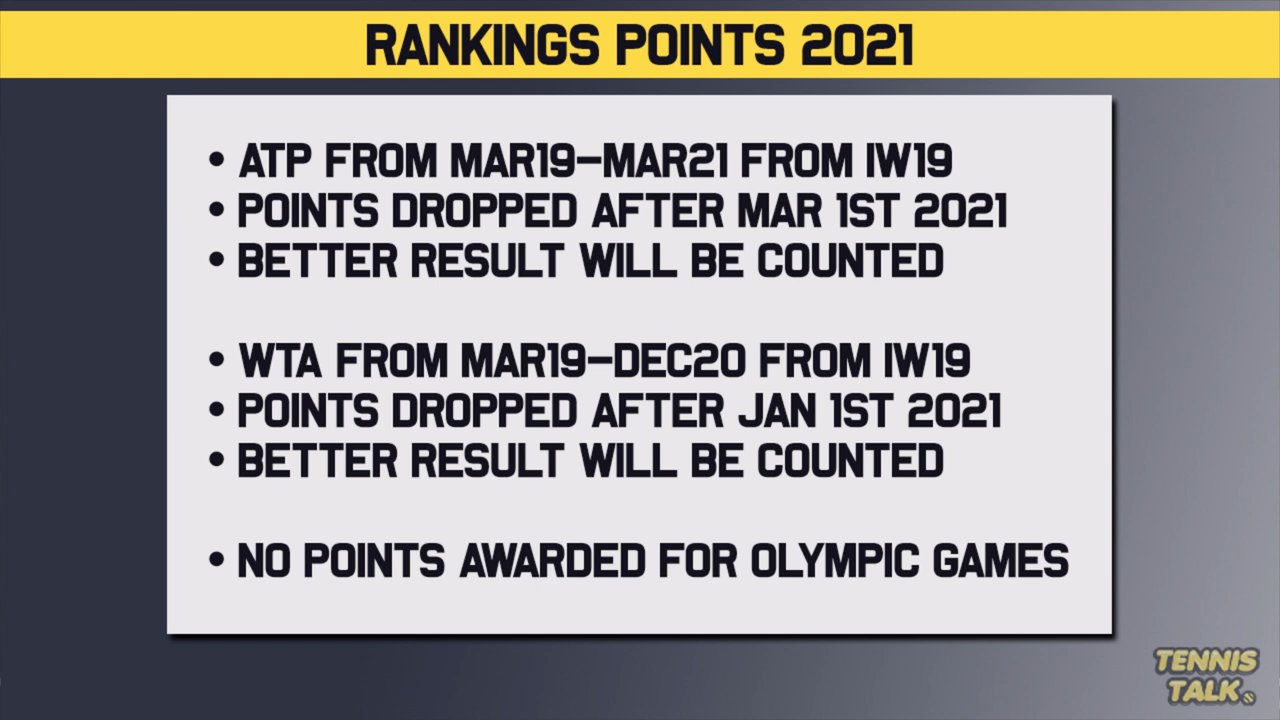 RANKINGS POINTS 2021
• ATP FROM MAR19–MAR21 FROM IW19
• POINTS DROPPED AFTER MAR 1ST 2021
• BETTER RESULT WILL BE COUNTED
• WTA FROM MAR19–DEC20 FROM IW19
• POINTS DROPPED AFTER JAN 1ST 2021
• BETTER RESULT WILL BE COUNTED
• NO POINTS AWARDED FOR OLYMPIC GAMES
TENNIS
TALK